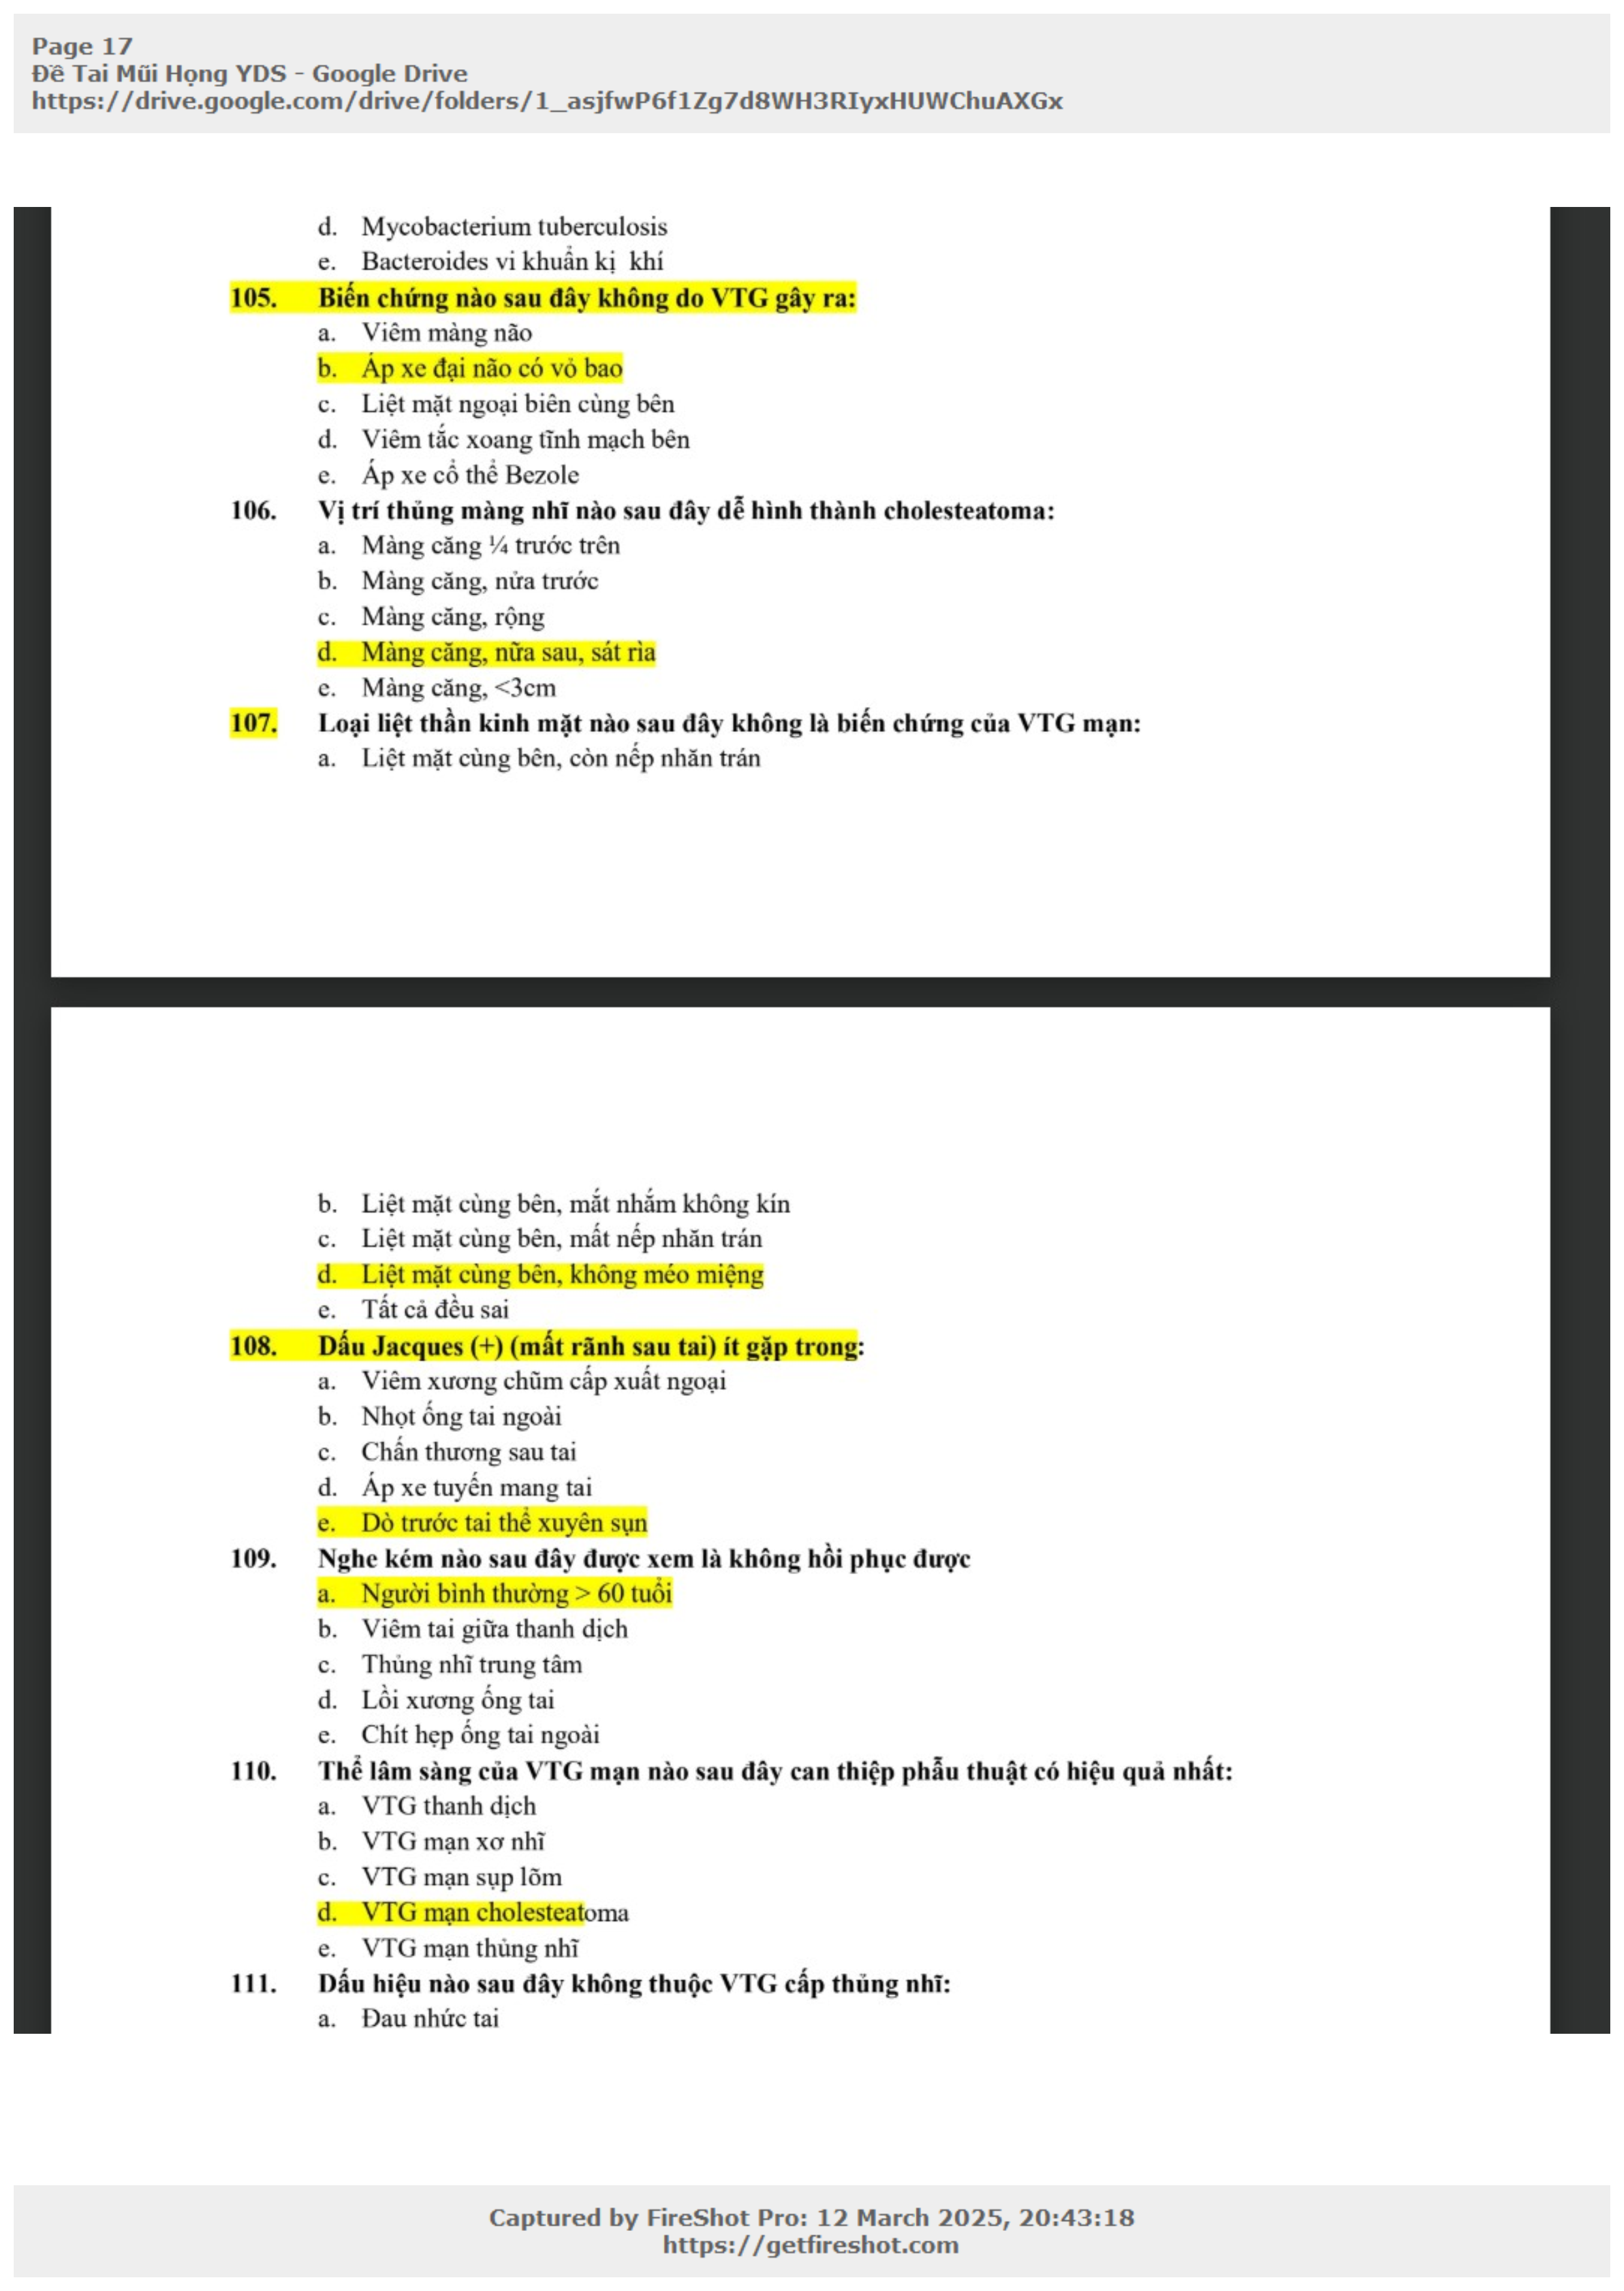 Page 17
Đề Tai Mũi Họng YDS - Google Drive
https://drive.google.com/drive/folders/1_asjfwP6f1Zg7d8WH3RIyxHUWChuAXGx
d. Mycobacterium tuberculosis
e. Bacteroides vi khuẩn kị khí
105. Biến chứng nào sau đây không do VTG gây ra:
a. Viêm màng não
b. Áp xe đại não có vỏ bao
c. Liệt mặt ngoại biên cùng bên
d. Viêm tắc xoang tĩnh mạch bên
e. Áp xe cổ thể Bezole
106. Vị trí thủng màng nhĩ nào sau đây dễ hình thành cholesteatoma:
a. Màng căng ¼ trước trên
b. Màng căng, nửa trước
c. Màng căng, rộng
d. Màng căng, nữa sau, sát rìa
e. Màng căng, <3cm
107. Loại liệt thần kinh mặt nào sau đây không là biến chứng của VTG mạn:
a. Liệt mặt cùng bên, còn nếp nhăn trán
b. Liệt mặt cùng bên, mắt nhắm không kín
c. Liệt mặt cùng bên, mất nếp nhăn trán
d. Liệt mặt cùng bên, không méo miệng
e. Tất cả đều sai
108. Dấu Jacques (+) (mất rãnh sau tai) ít gặp trong:
a. Viêm xương chũm cấp xuất ngoại
b. Nhọt ống tai ngoài
c. Chấn thương sau tai
d. Áp xe tuyến mang tai
e. Dò trước tai thể xuyên sụn
109. Nghe kém nào sau đây được xem là không hồi phục được
a. Người bình thường > 60 tuổi
b. Viêm tai giữa thanh dịch
c. Thủng nhĩ trung tâm
d. Lồi xương ống tai
e. Chít hẹp ống tai ngoài
110. Thể lâm sàng của VTG mạn nào sau đây can thiệp phẫu thuật có hiệu quả nhất:
a. VTG thanh dịch
b. VTG mạn xơ nhĩ
c. VTG mạn sụp lõm
d. VTG mạn cholesteatoma
e. VTG mạn thủng nhĩ
111. Dấu hiệu nào sau đây không thuộc VTG cấp thủng nhĩ:
a. Đau nhức tai
Captured by FireShot Pro: 12 March 2025, 20:43:18
https://getfireshot.com